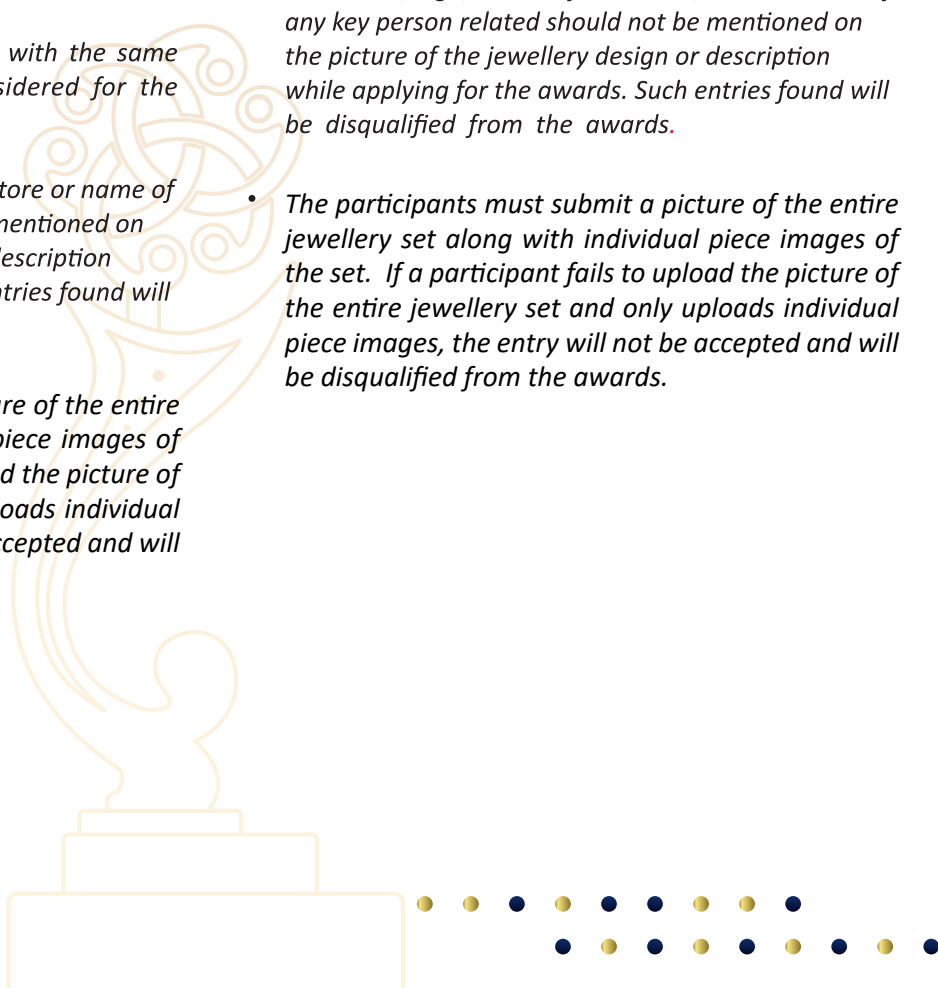 with the same
sidered for the
tore or name of
mentioned on
description
ntries found will
re of the entire
piece images of
d the picture of
oads individual
ccepted and will
any key person related should not be mentioned on
the picture of the jewellery design or description
while applying for the awards. Such entries found will
be disqualified from the awards.
• The participants must submit a picture of the entire
jewellery set along with individual piece images of
the set. If a participant fails to upload the picture of
the entire jewellery set and only uploads individual
piece images, the entry will not be accepted and will
be disqualified from the awards.